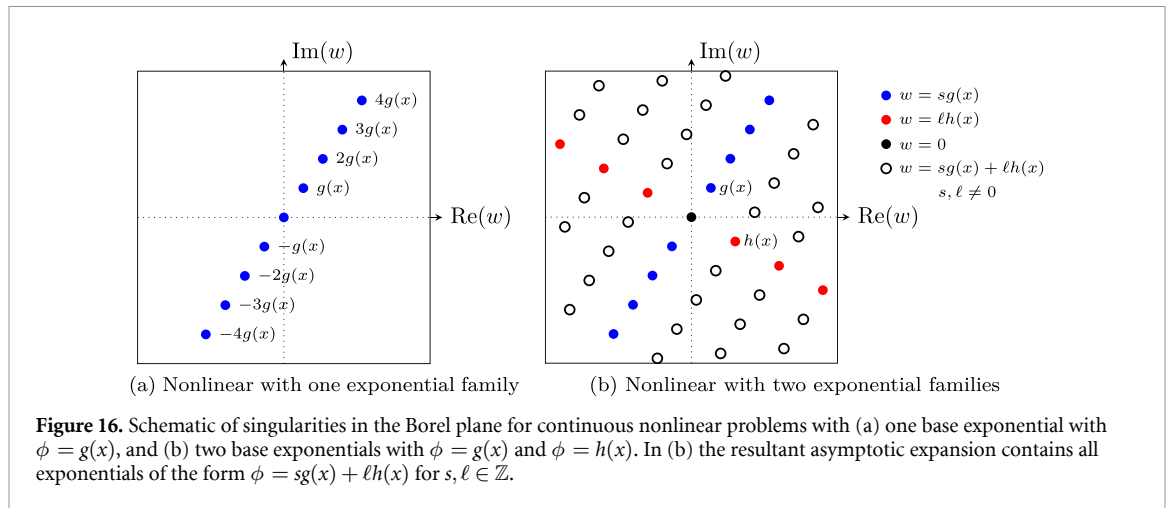 Im(w)
4g(x)
3g(x)
2g(x)
g(x)
Re(w)
−g(x)
−2g(x)
−3g(x)
−4g(x)
(a) Nonlinear with one exponential family
Im(w)
g(x)
Re(w)
h(x)
w = sg(x)
w = ℓh(x)
w = 0
w = sg(x) + ℓh(x)
s, ℓ ≠ 0
(b) Nonlinear with two exponential families
Figure 16. Schematic of singularities in the Borel plane for continuous nonlinear problems with (a) one base exponential with
ϕ = g(x), and (b) two base exponentials with ϕ = g(x) and ϕ = h(x). In (b) the resultant asymptotic expansion contains all
exponentials of the form ϕ = sg(x) + ℓh(x) for s, ℓ ∈ ℤ.